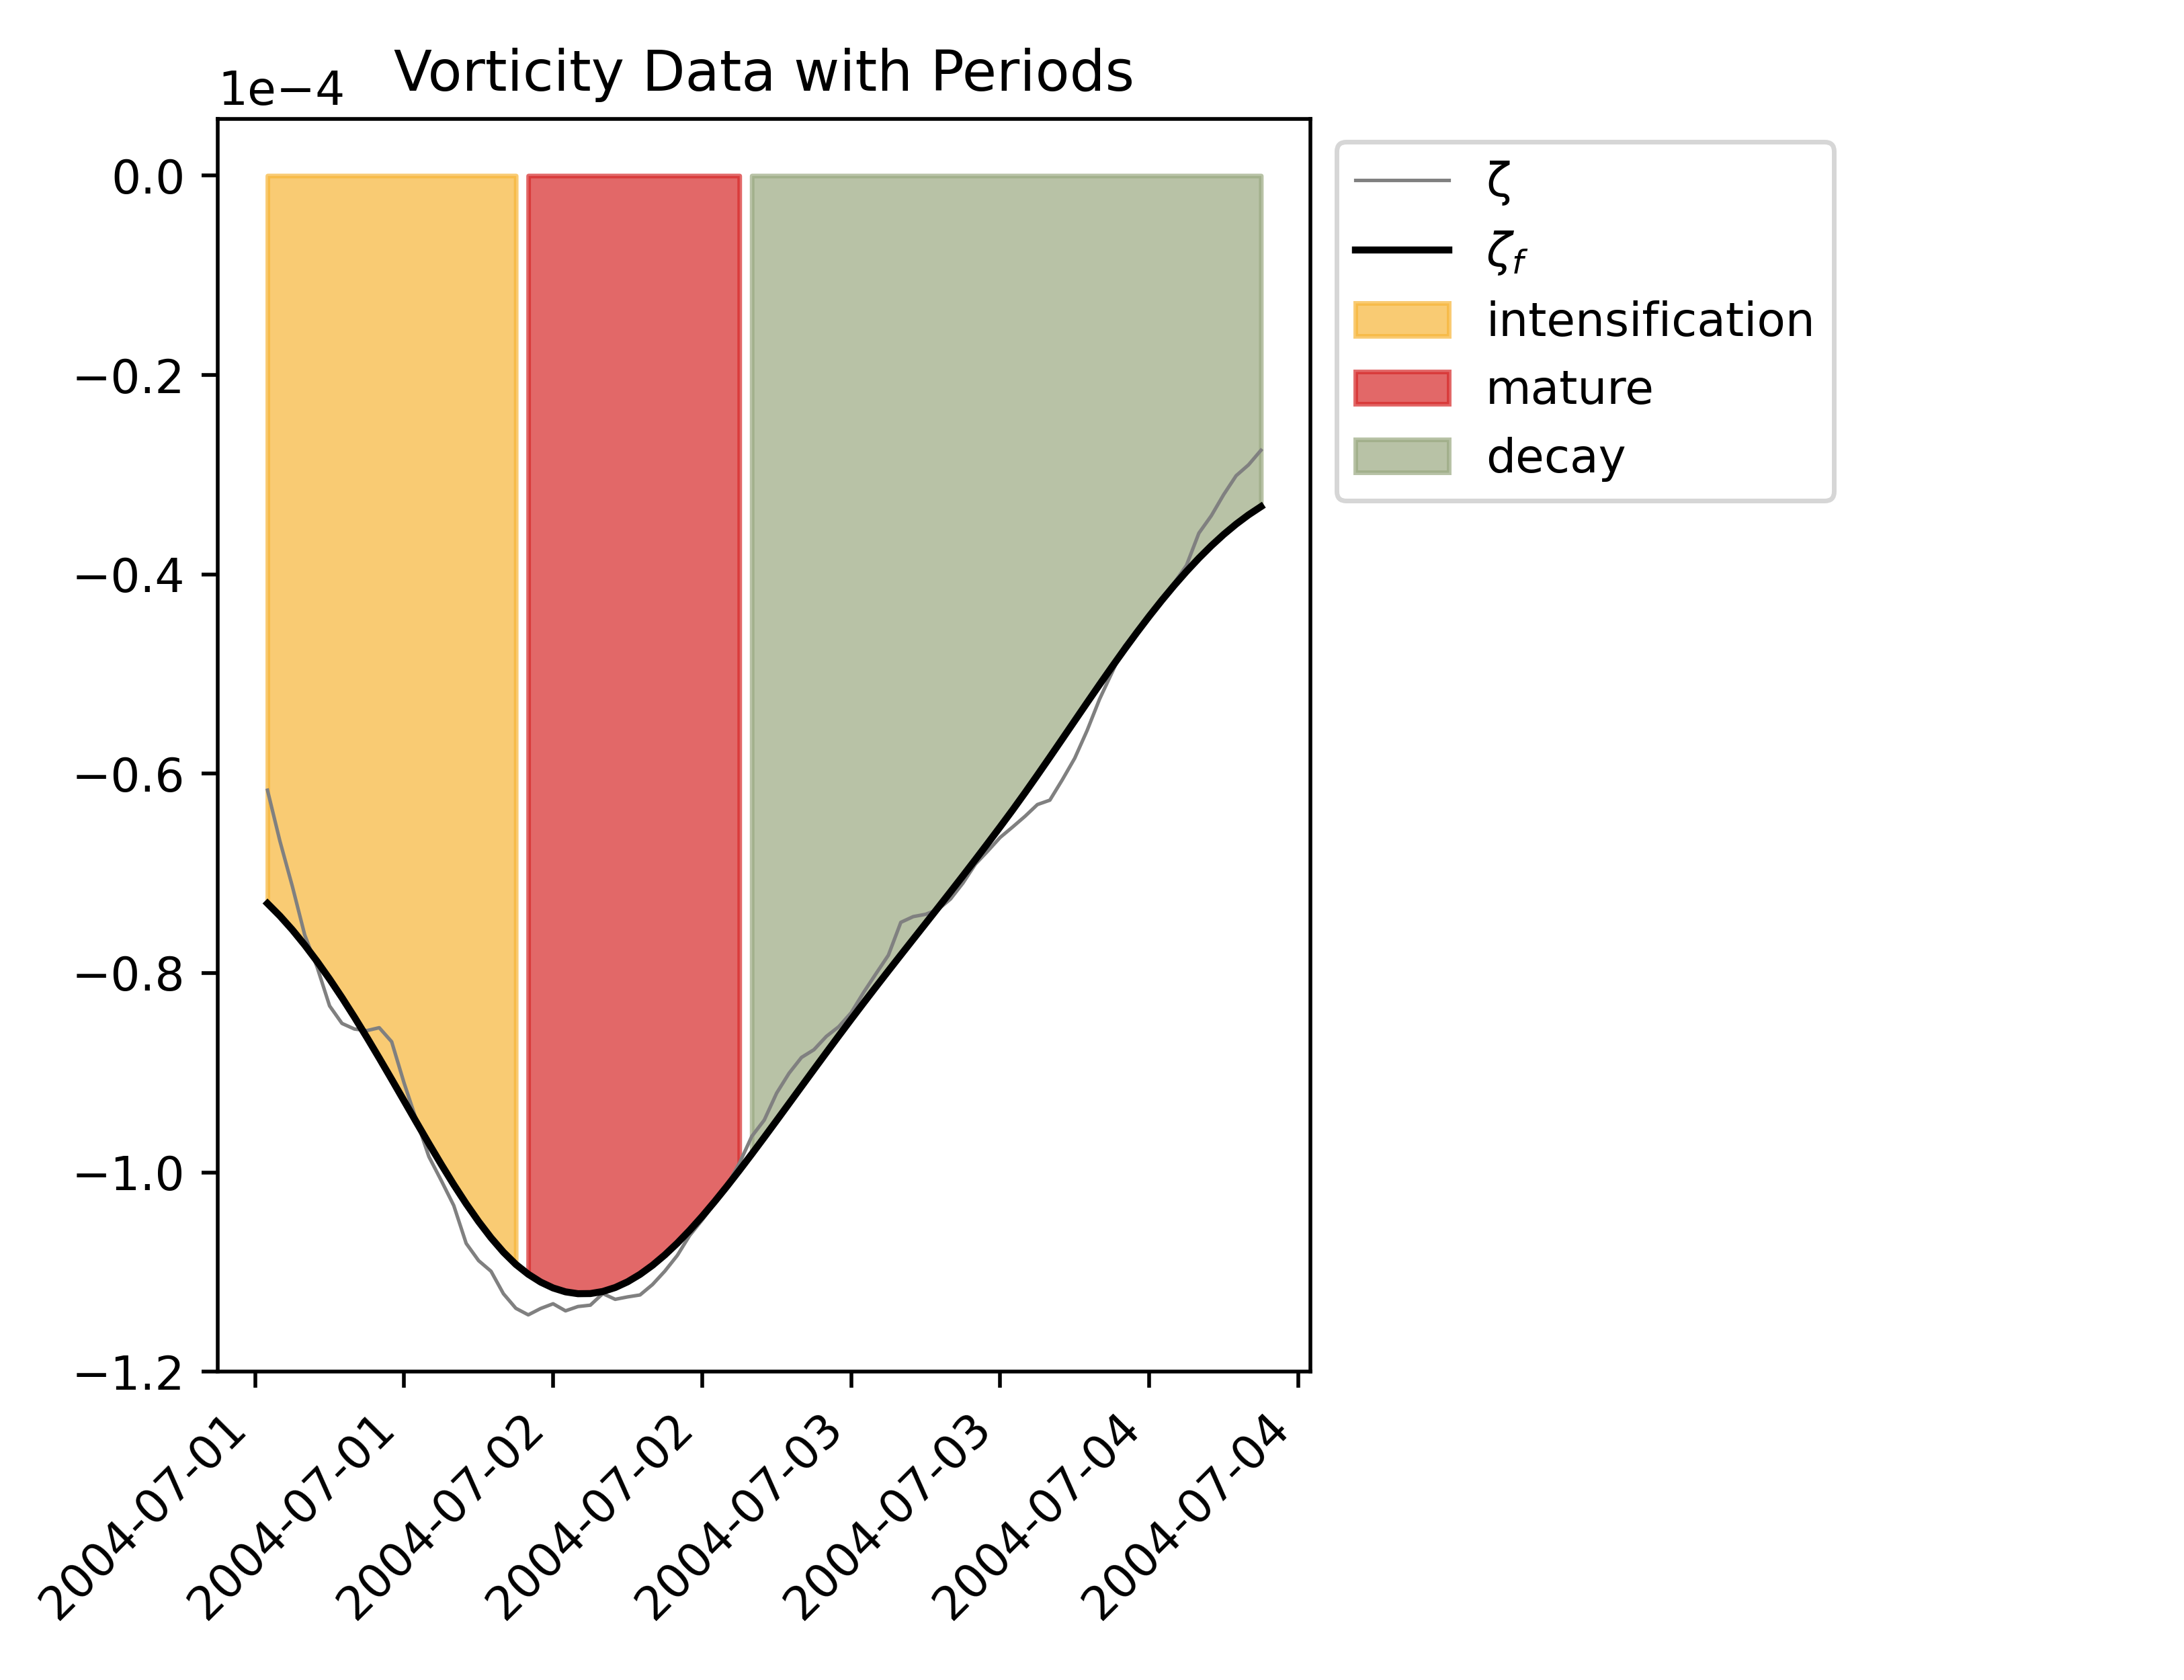 Vorticity Data with Periods
1e−4
0.0
−0.2
−0.4
−0.6
−0.8
−1.0
−1.2
2004-07-01
2004-07-01
2004-07-02
2004-07-02
2004-07-03
2004-07-03
2004-07-04
2004-07-04
ζ
ζf
intensification
mature
decay